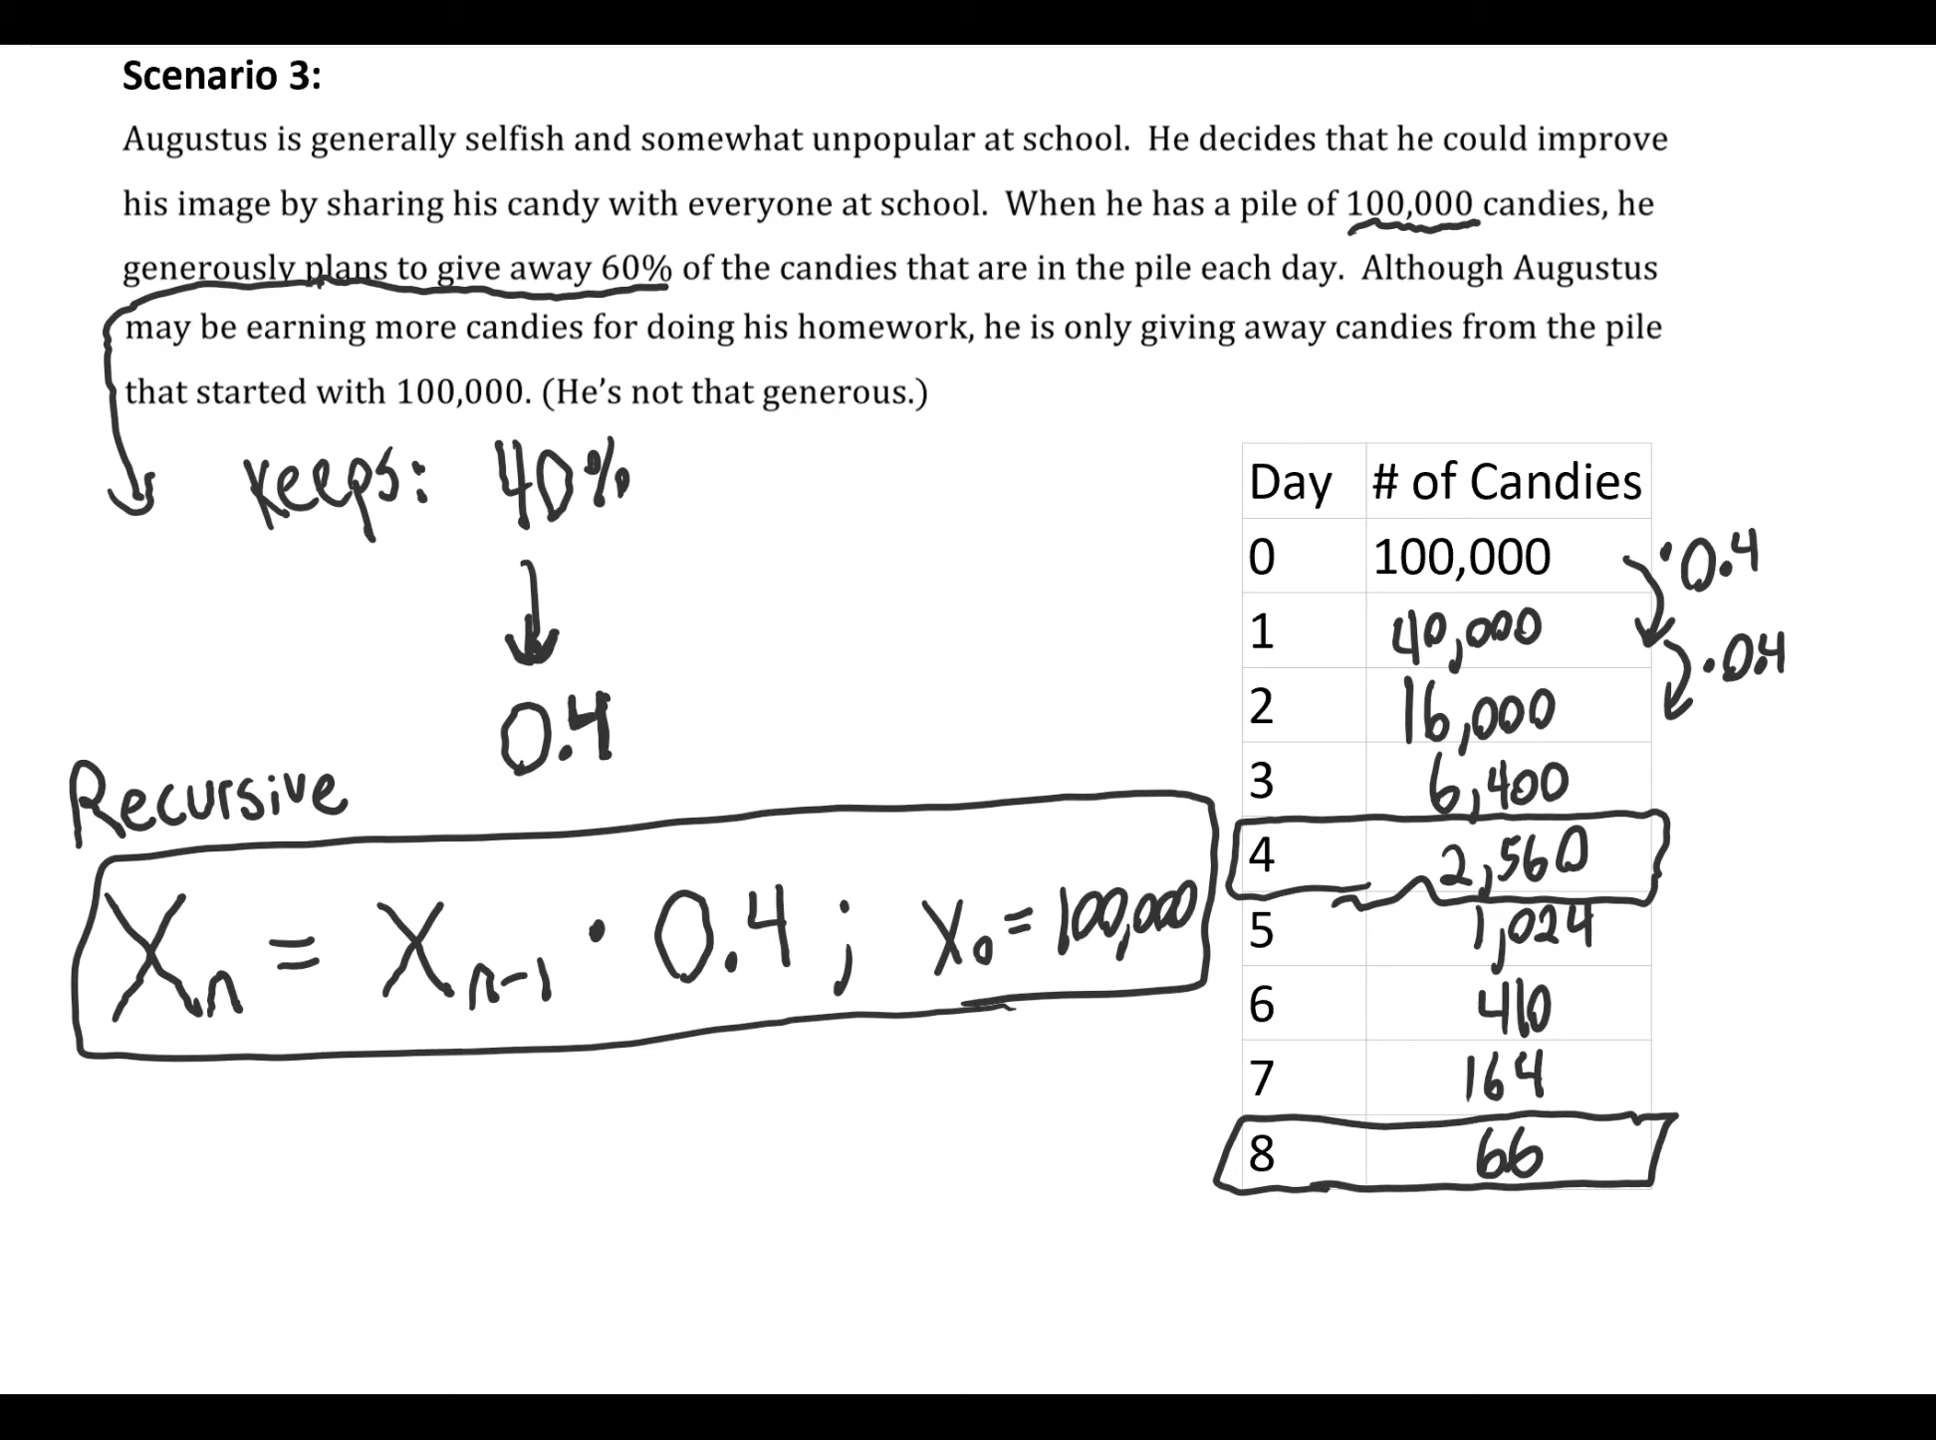 Scenario 3:
Augustus is generally selfish and somewhat unpopular at school.  He decides that he could improve
his image by sharing his candy with everyone at school.  When he has a pile of 100,000 candies, he
generously plans to give away 60% of the candies that are in the pile each day.  Although Augustus
may be earning more candies for doing his homework, he is only giving away candies from the pile
that started with 100,000. (He’s not that generous.)
Keeps: 40%
0.4
Recursive
Xn = Xn-1 · 0.4 ; X0 = 100,000
Day # of Candies
0 100,000
·0.4
1 40,000
·0.4
2 16,000
3 6,400
4 2,560
5 1,024
6 410
7 164
8 66